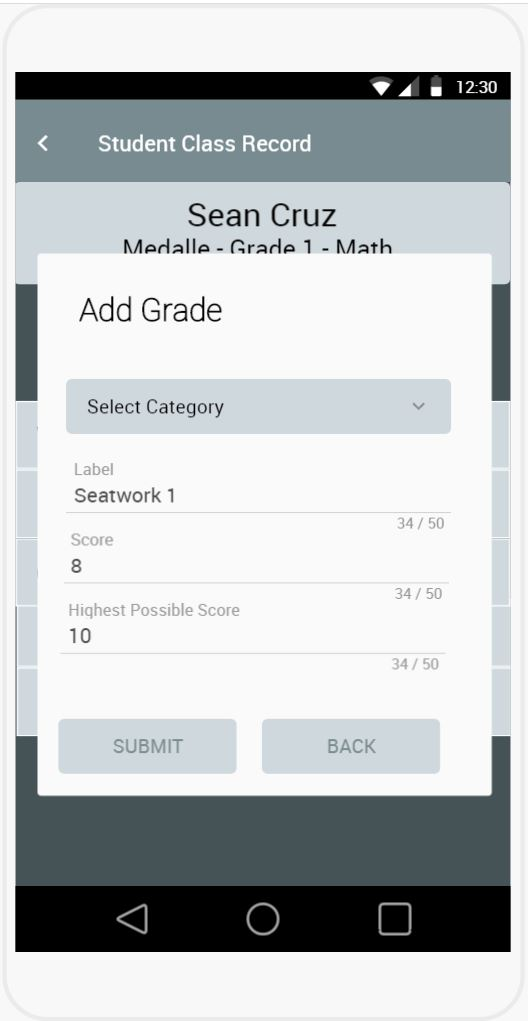 12:30
Student Class Record
Sean Cruz
Medalle - Grade 1 - Math
Add Grade
Select Category
Label
Seatwork 1
34 / 50
Score
8
34 / 50
Highest Possible Score
10
34 / 50
SUBMIT
BACK